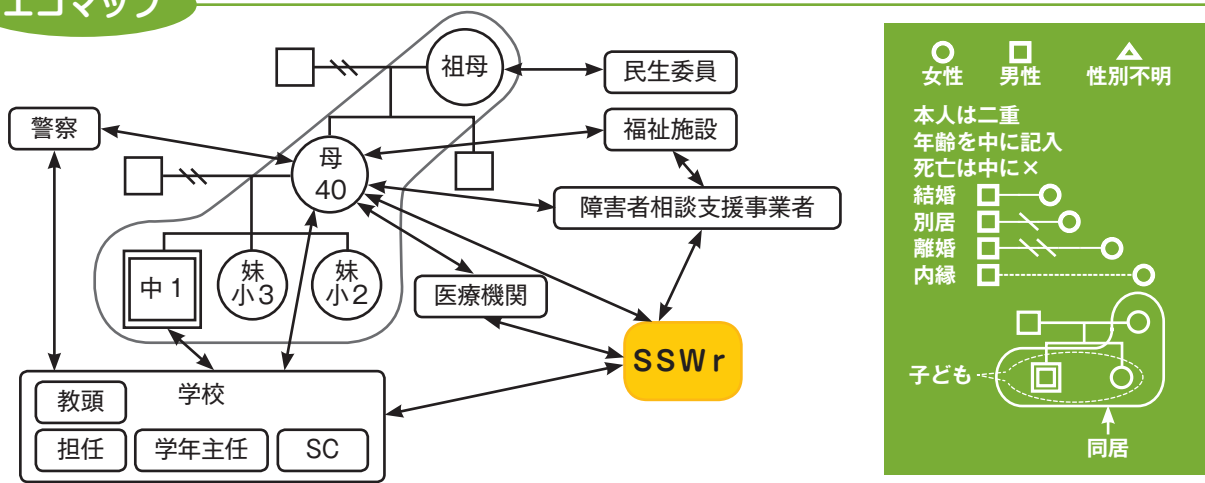 エコマップ
祖母
民生委員
警察
福祉施設
母
40
障害者相談支援事業者
中1
妹
小3
妹
小2
医療機関
SSWr
学校
教頭
担任
学年主任
SC
女性
男性
性別不明
本人は二重
年齢を中に記入
死亡は中に×
結婚
別居
離婚
内縁
子ども
同居